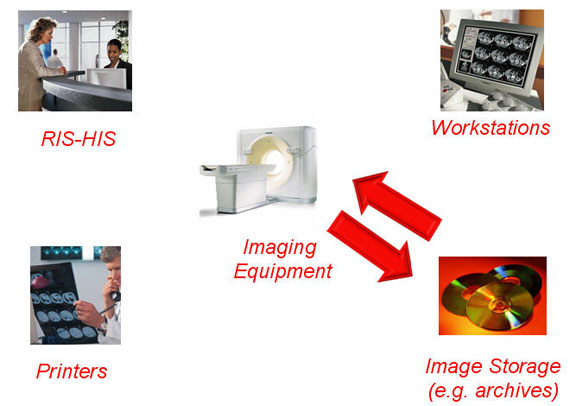 RIS-HIS
Workstations
Imaging
Equipment
Printers
Image Storage
(e.g. archives)